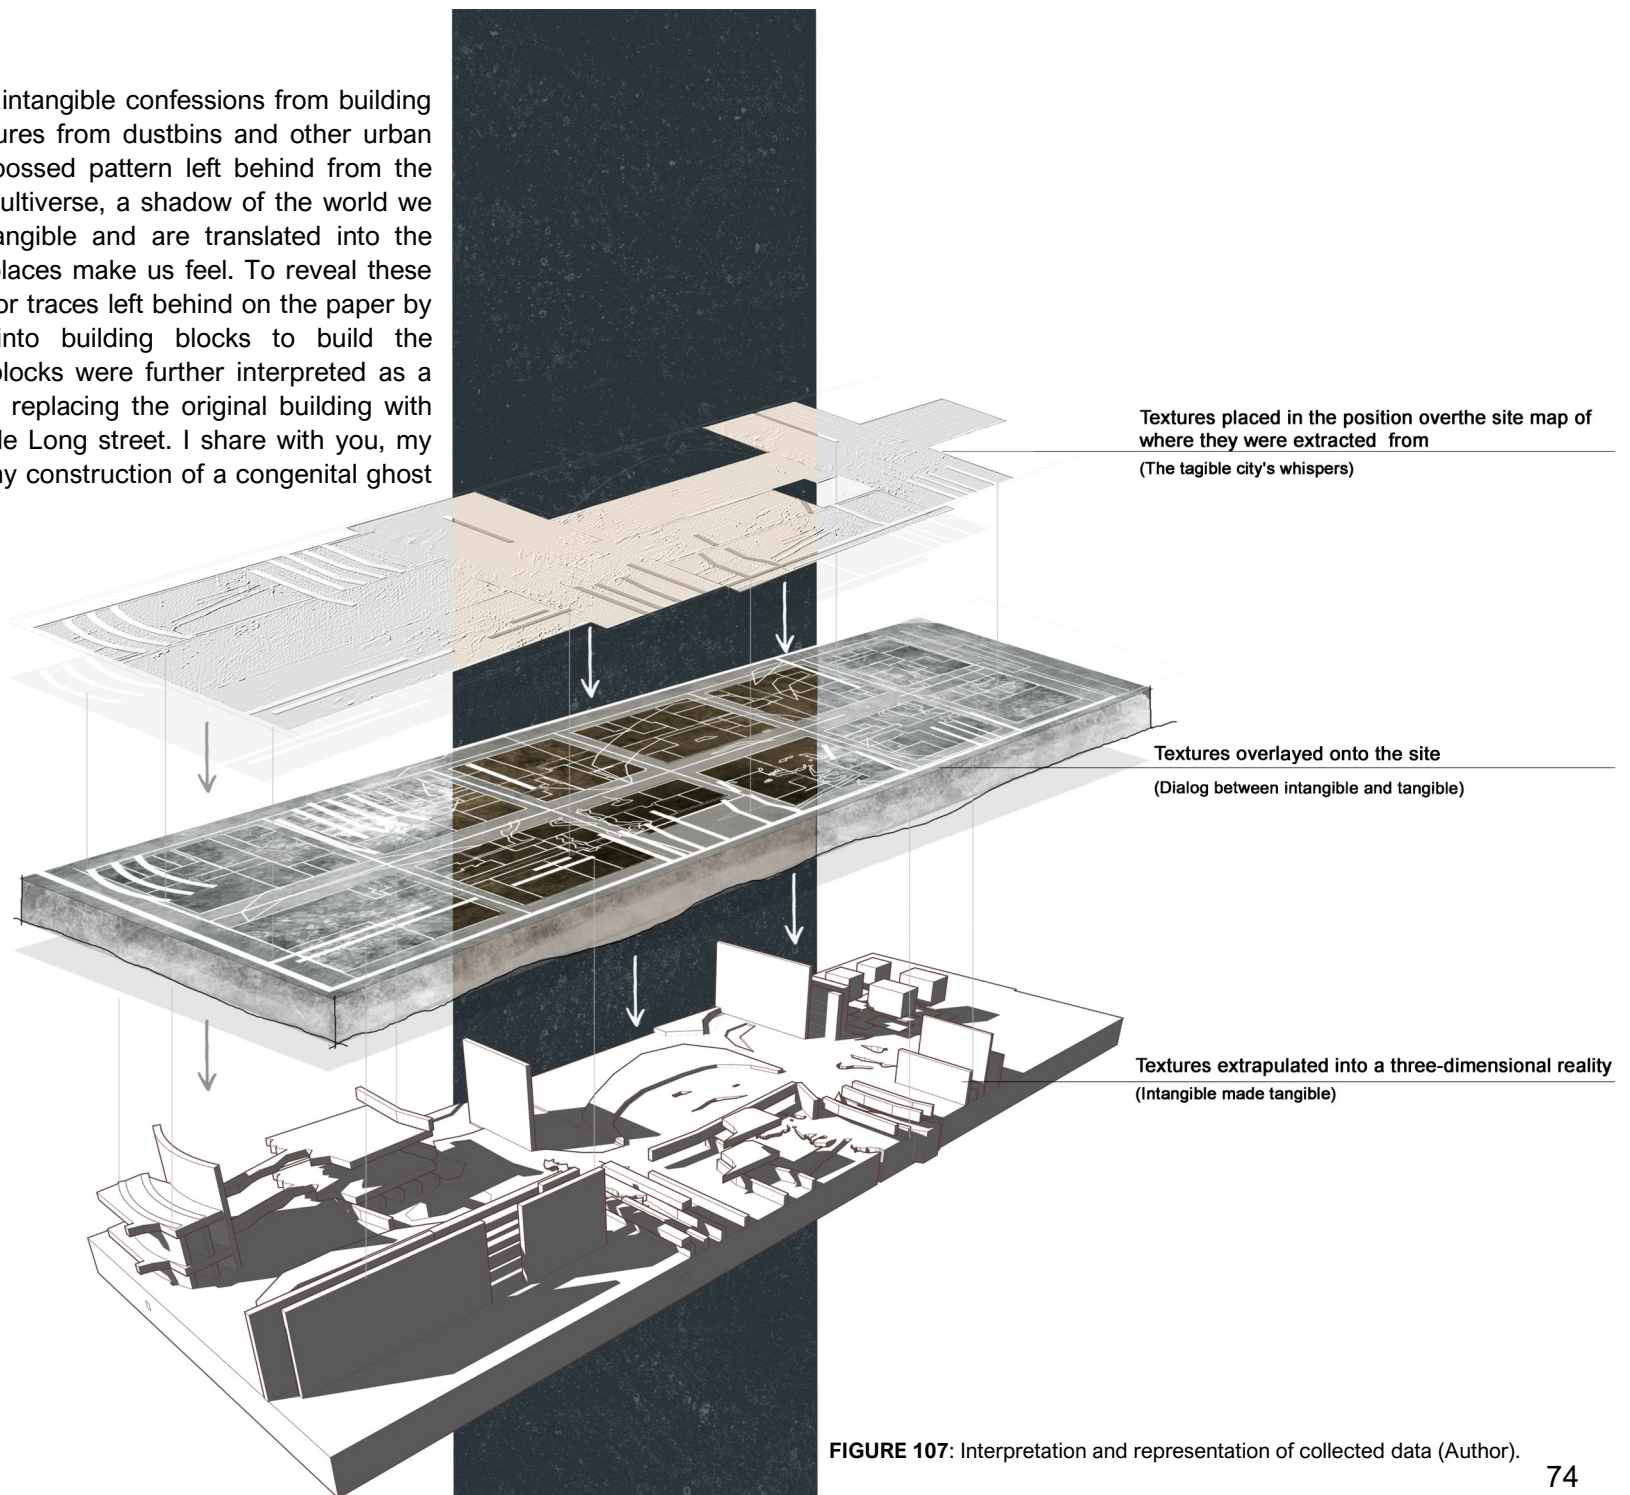 intangible confessions from building
ures from dustbins and other urban
bossed pattern left behind from the
ultiverse, a shadow of the world we
angible and are translated into the
places make us feel. To reveal these
or traces left behind on the paper by
into building blocks to build the
blocks were further interpreted as a
replacing the original building with
le Long street. I share with you, my
ny construction of a congenital ghost
Textures placed in the position overthe site map of
where they were extracted from
(The tagible city's whispers)
Textures overlayed onto the site
(Dialog between intangible and tangible)
Textures extrapulated into a three-dimensional reality
(Intangible made tangible)
FIGURE 107: Interpretation and representation of collected data (Author).
74